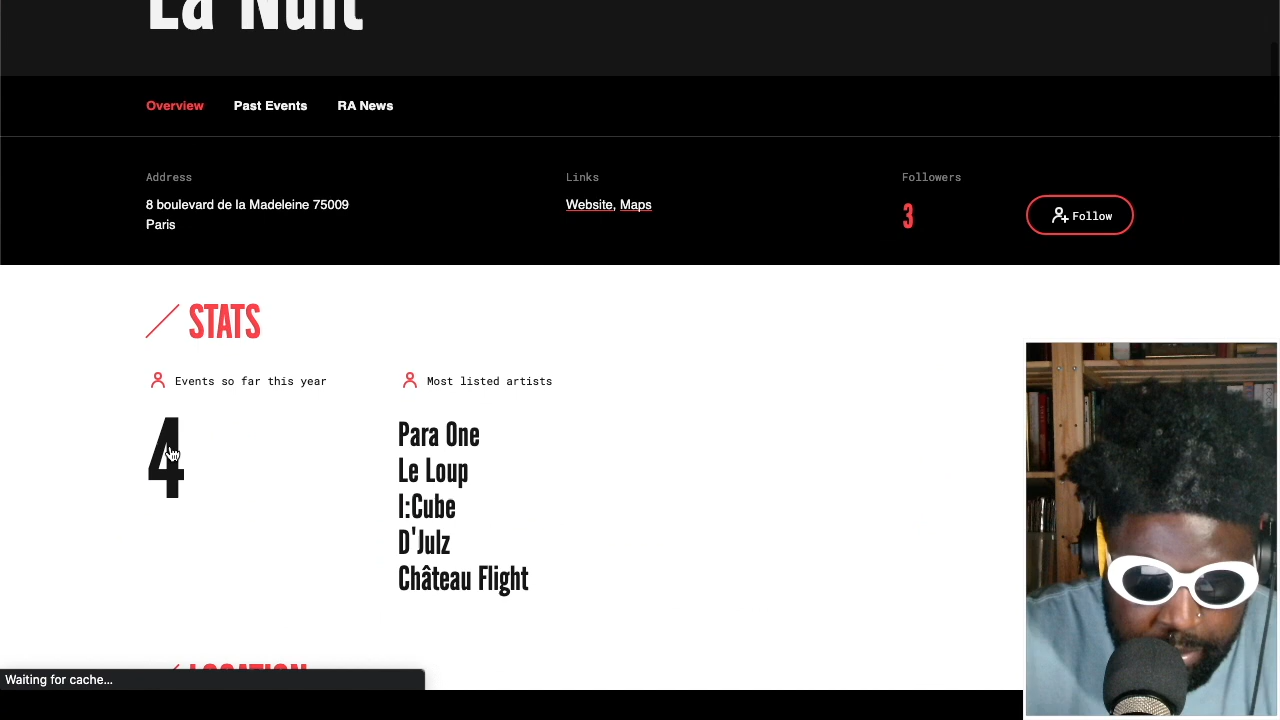 La Nuit
Overview Past Events RA News
Address Links Followers
8 boulevard de la Madeleine 75009
Paris
Website, Maps
3
Follow
STATS
Events so far this year
4
Most listed artists
Para One
Le Loup
I:Cube
D'Julz
Château Flight
LOCATION
Waiting for cache...